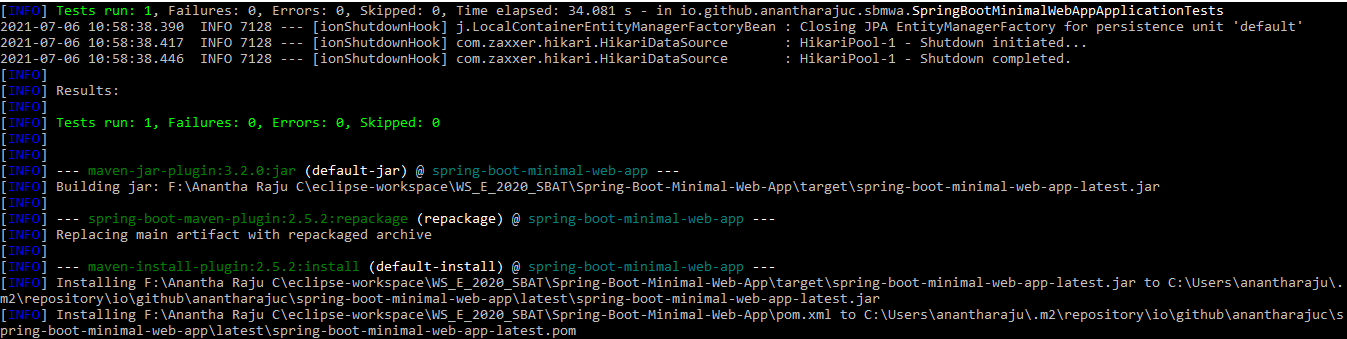 [INFO] Tests run: 1, Failures: 0, Errors: 0, Skipped: 0, Time elapsed: 34.081 s - in io.github.anantharajuc.sbmwa.SpringBootMinimalWebAppApplicationTests
2021-07-06 10:58:38.390  INFO 7128 --- [ionShutdownHook] j.LocalContainerEntityManagerFactoryBean : Closing JPA EntityManagerFactory for persistence unit 'default'
2021-07-06 10:58:38.417  INFO 7128 --- [ionShutdownHook] com.zaxxer.hikari.HikariDataSource       : HikariPool-1 - Shutdown initiated...
2021-07-06 10:58:38.446  INFO 7128 --- [ionShutdownHook] com.zaxxer.hikari.HikariDataSource       : HikariPool-1 - Shutdown completed.
[INFO]
[INFO] Results:
[INFO]
[INFO] Tests run: 1, Failures: 0, Errors: 0, Skipped: 0
[INFO]
[INFO]
[INFO] --- maven-jar-plugin:3.2.0:jar (default-jar) @ spring-boot-minimal-web-app ---
[INFO] Building jar: F:\Anantha Raju C\eclipse-workspace\WS_E_2020_SBAT\Spring-Boot-Minimal-Web-App\target\spring-boot-minimal-web-app-latest.jar
[INFO]
[INFO] --- spring-boot-maven-plugin:2.5.2:repackage (repackage) @ spring-boot-minimal-web-app ---
[INFO] Replacing main artifact with repackaged archive
[INFO]
[INFO] --- maven-install-plugin:2.5.2:install (default-install) @ spring-boot-minimal-web-app ---
[INFO] Installing F:\Anantha Raju C\eclipse-workspace\WS_E_2020_SBAT\Spring-Boot-Minimal-Web-App\target\spring-boot-minimal-web-app-latest.jar to C:\Users\anantharaju\.
m2\repository\io\github\anantharajuc\spring-boot-minimal-web-app\latest\spring-boot-minimal-web-app-latest.jar
[INFO] Installing F:\Anantha Raju C\eclipse-workspace\WS_E_2020_SBAT\Spring-Boot-Minimal-Web-App\pom.xml to C:\Users\anantharaju\.m2\repository\io\github\anantharajuc\s
pring-boot-minimal-web-app\latest\spring-boot-minimal-web-app-latest.pom